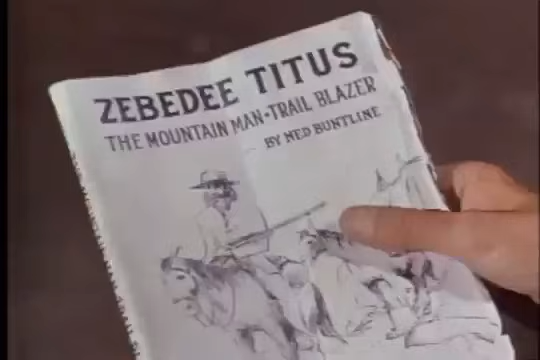 ZEBEDEE TITUS
THE MOUNTAIN MAN-TRAIL BLAZER
BY NED BUNTLINE